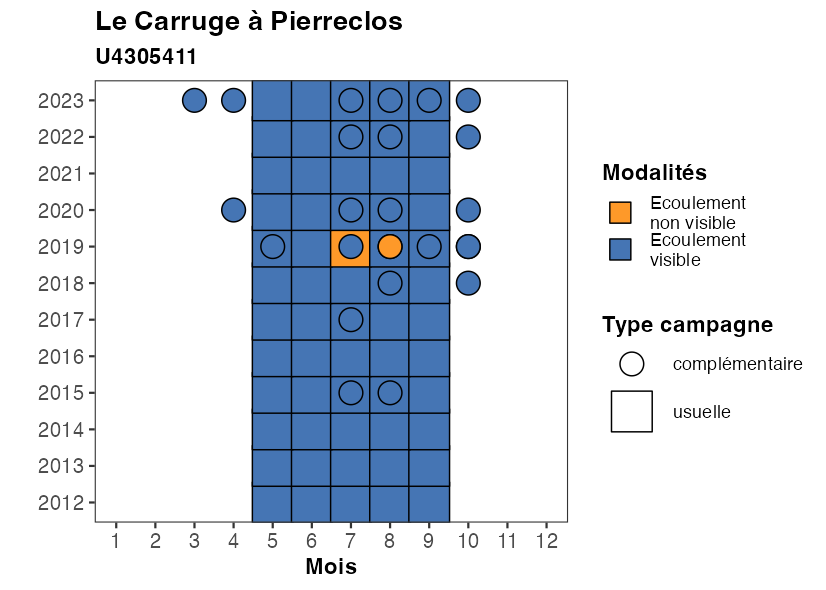 Le Carruge à Pierreclos
U4305411
2023
2022
2021
2020
2019
2018
2017
2016
2015
2014
2013
2012
1 2 3 4 5 6 7 8 9 10 11 12
Mois
Modalités
Ecoulement
non visible
Ecoulement
visible
Type campagne
complémentaire
usuelle